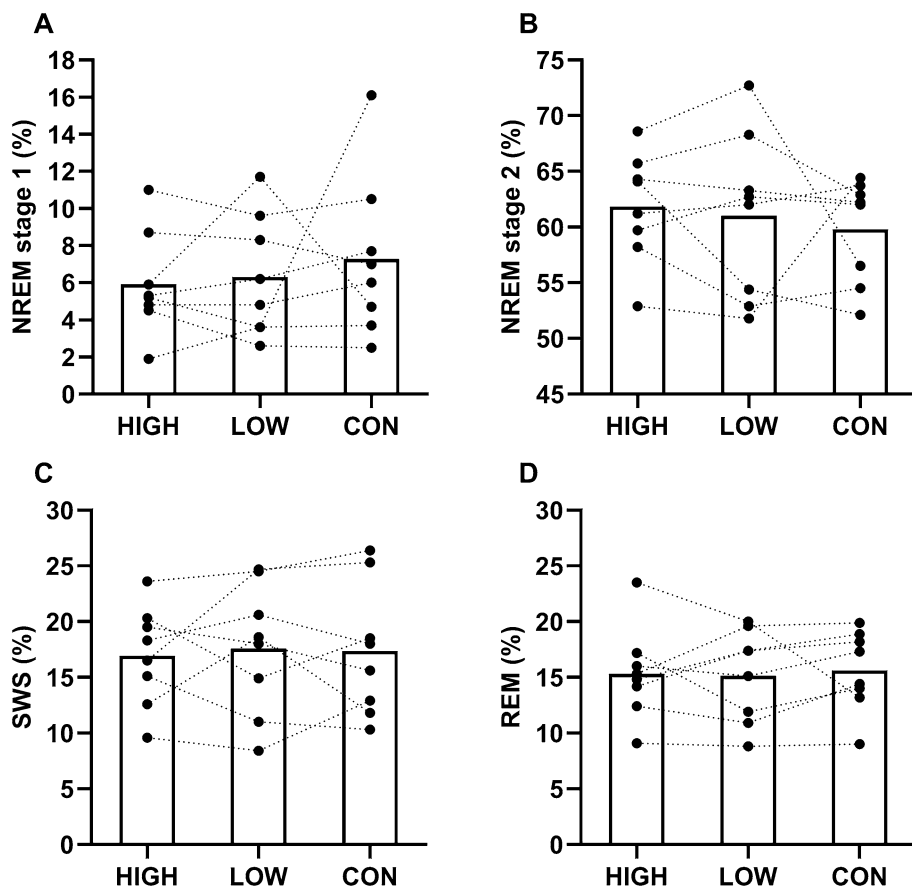 A
NREM stage 1 (%)
18
16
14
12
10
8
6
4
2
0
HIGH LOW CON
B
NREM stage 2 (%)
75
70
65
60
55
50
45
HIGH LOW CON
C
SWS (%)
30
25
20
15
10
5
0
HIGH LOW CON
D
REM (%)
30
25
20
15
10
5
0
HIGH LOW CON